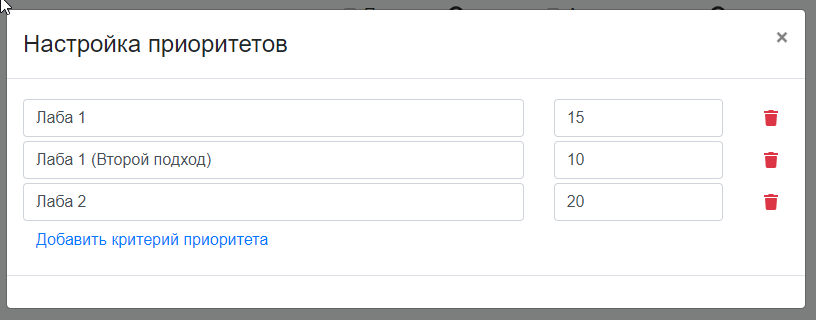 Настройка приоритетов ×
Лаба 1 15
Лаба 1 (Второй подход) 10
Лаба 2 20
Добавить критерий приоритета